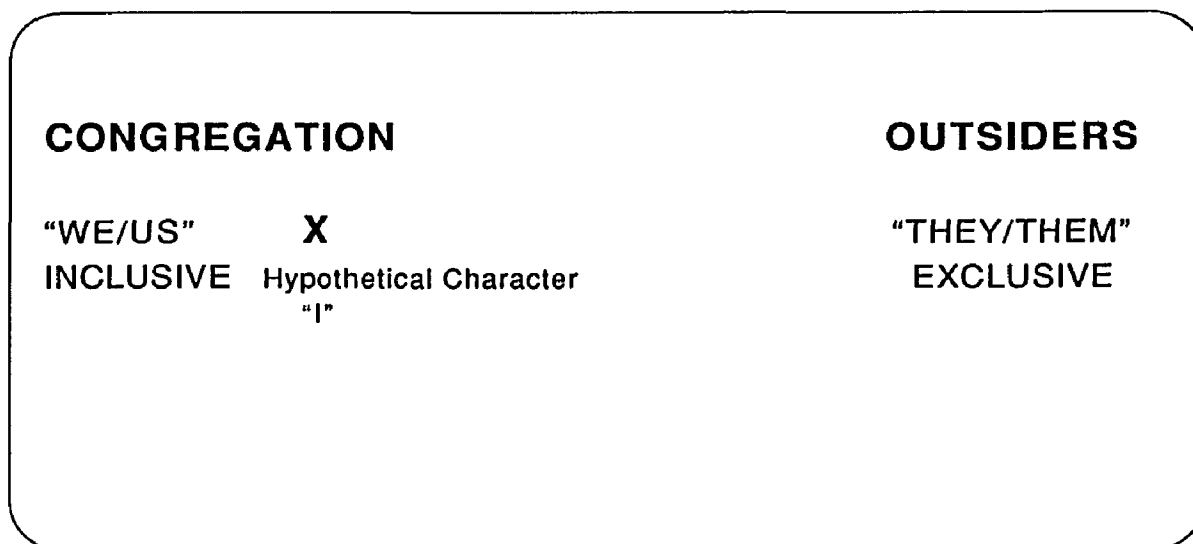 CONGREGATION OUTSIDERS
“WE/US” X “THEY/THEM”
INCLUSIVE Hypothetical Character EXCLUSIVE
“I”